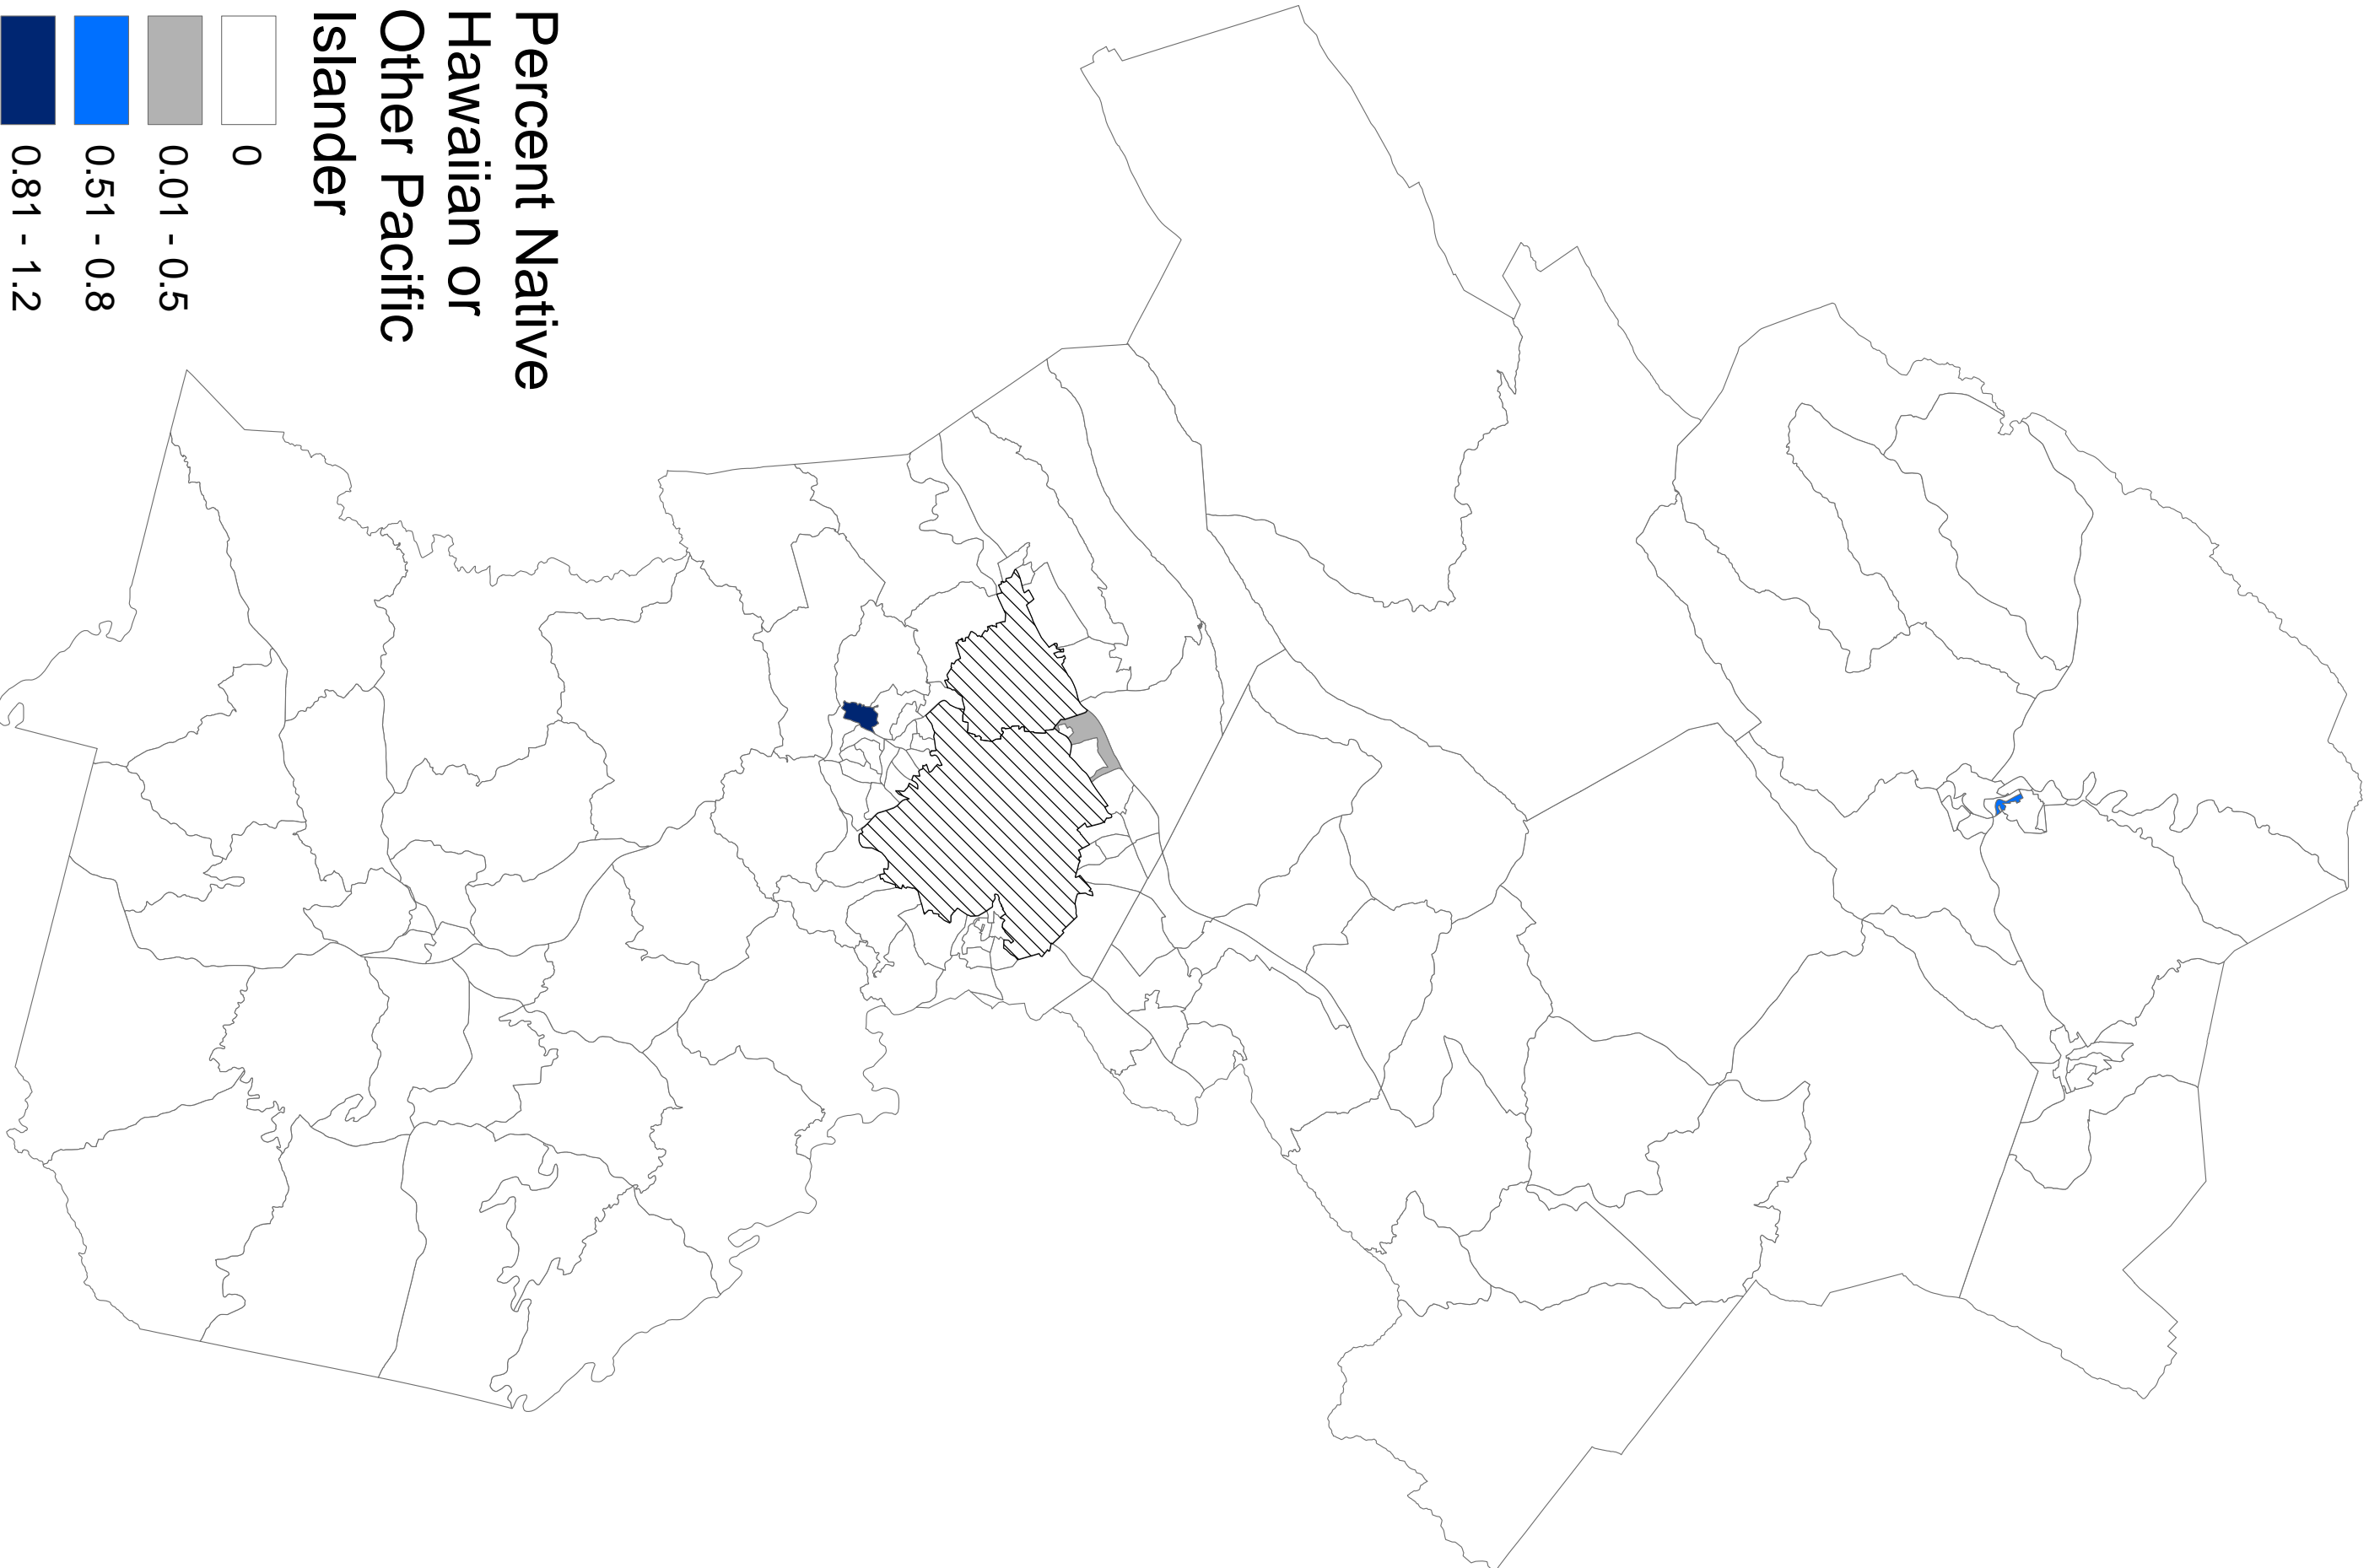 Percent Native
Hawaiian or
Other Pacific
Islander
0
0.01 - 0.5
0.51 - 0.8
0.81 - 1.2